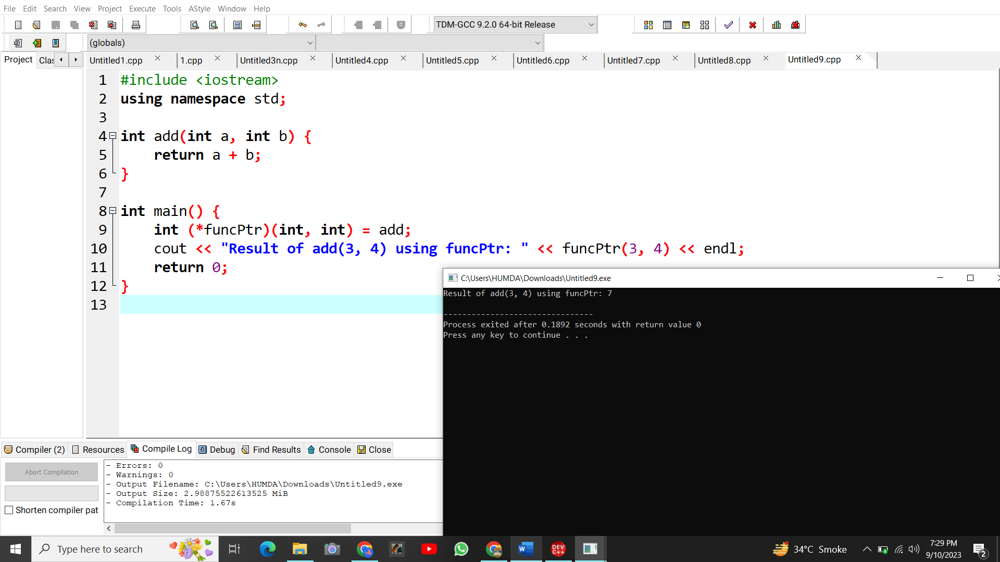 File Edit Search View Project Execute Tools AStyle Window Help
TDM-GCC 9.2.0 64-bit Release
(globals)
Project Clas Untitled1.cpp 1.cpp Untitled3n.cpp Untitled4.cpp Untitled5.cpp Untitled6.cpp Untitled7.cpp Untitled8.cpp Untitled9.cpp
1 #include <iostream>
2 using namespace std;
3
4 int add(int a, int b) {
5 return a + b;
6 }
7
8 int main() {
9 int (*funcPtr)(int, int) = add;
10 cout << "Result of add(3, 4) using funcPtr: " << funcPtr(3, 4) << endl;
11 return 0;
12 }
13
C:\Users\HUMDA\Downloads\Untitled9.exe
Result of add(3, 4) using funcPtr: 7
--------------------------------
Process exited after 0.1892 seconds with return value 0
Press any key to continue . . .
Compiler (2) Resources Compile Log Debug Find Results Console Close
Abort Compilation
Shorten compiler pat
- Errors: 0
- Warnings: 0
- Output Filename: C:\Users\HUMDA\Downloads\Untitled9.exe
- Output Size: 2.98875522613525 MiB
- Compilation Time: 1.67s
Type here to search
W
DEV
C++
34°C Smoke
7:29 PM
9/10/2023
2